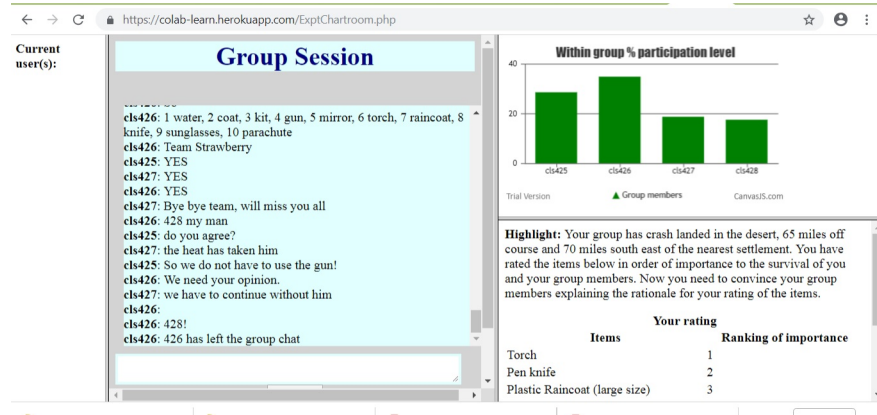 https://colab-learn.herokuapp.com/ExptChartroom.php
Current
user(s):
Group Session
cls426: 1 water, 2 coat, 3 kit, 4 gun, 5 mirror, 6 torch, 7 raincoat, 8
knife, 9 sunglasses, 10 parachute
cls426: Team Strawberry
cls425: YES
cls427: YES
cls426: YES
cls427: Bye bye team, will miss you all
cls426: 428 my man
cls425: do you agree?
cls427: the heat has taken him
cls425: So we do not have to use the gun!
cls426: We need your opinion.
cls427: we have to continue without him
cls426:
cls426: 428!
cls426: 426 has left the group chat
Within group % participation level
40
20
0
cls425 cls426 cls427 cls428
Trial Version Group members CanvasJS.com
Highlight: Your group has crash landed in the desert, 65 miles off
course and 70 miles south east of the nearest settlement. You have
rated the items below in order of importance to the survival of you
and your group members. Now you need to convince your group
members explaining the rationale for your rating of the items.
Your rating
Items Ranking of importance
Torch 1
Pen knife 2
Plastic Raincoat (large size) 3